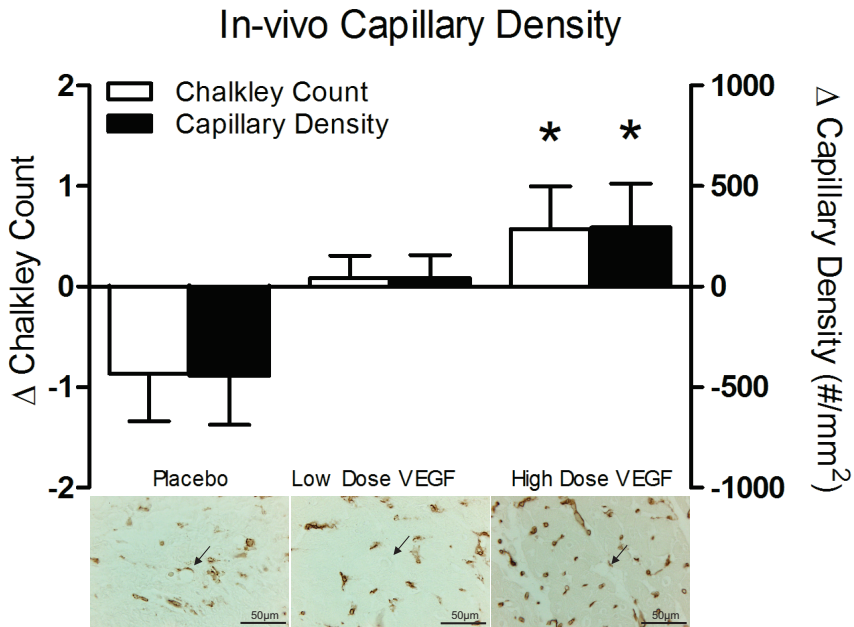 In-vivo Capillary Density
Chalkley Count
Capillary Density
Δ Chalkley Count
2
1
0
-1
-2
* *
1000
500
0
-500
-1000
Δ Capillary Density (#/mm²)
Placebo Low Dose VEGF High Dose VEGF
50µm 50µm 50µm